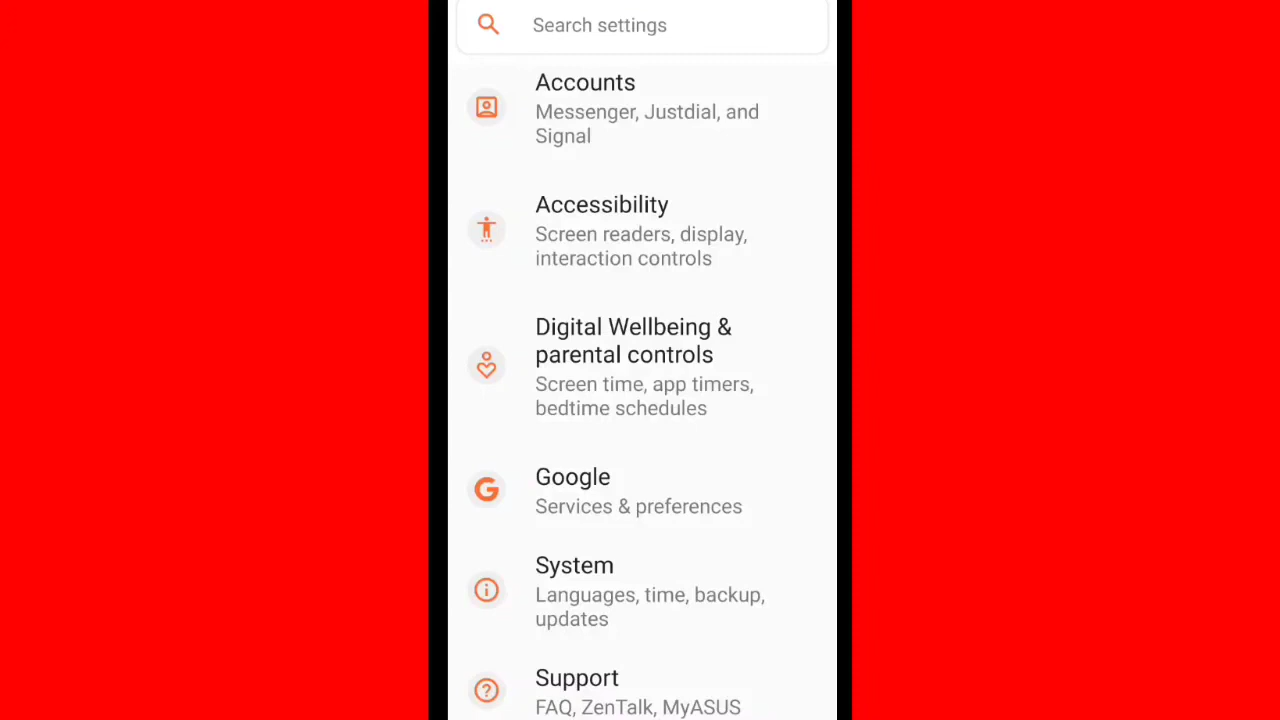 Search settings
Accounts
Messenger, Justdial, and
Signal
Accessibility
Screen readers, display,
interaction controls
Digital Wellbeing &
parental controls
Screen time, app timers,
bedtime schedules
Google
Services & preferences
System
Languages, time, backup,
updates
Support
FAQ, ZenTalk, MyASUS